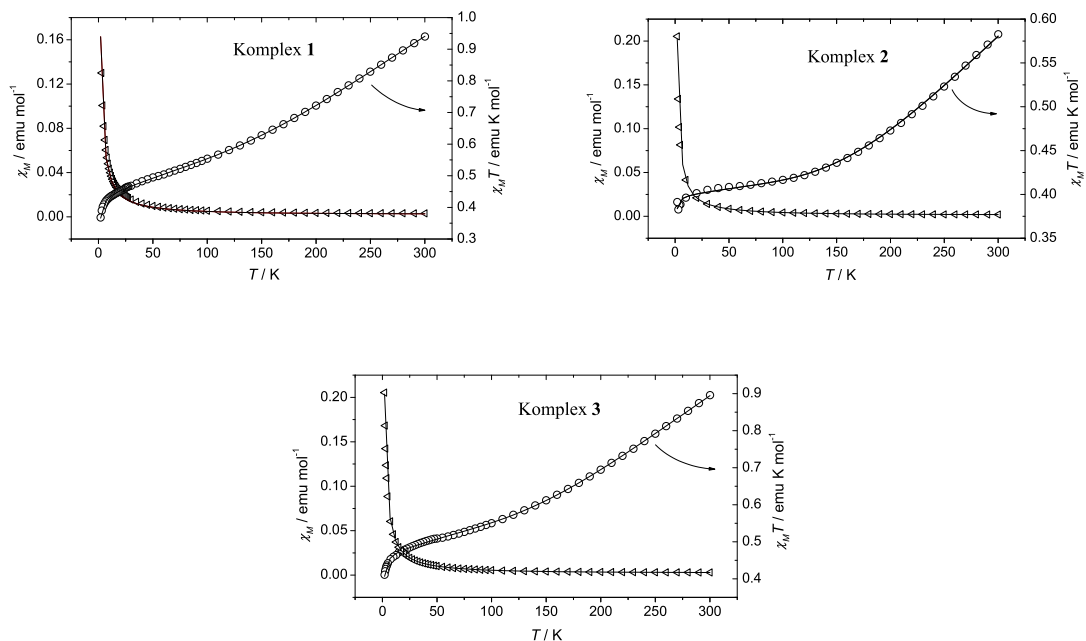 Komplex 1
χM / emu mol-1
0.16
0.12
0.08
0.04
0.00
1.0
0.9
0.8
0.7
0.6
0.5
0.4
0.3
χMT / emu K mol-1
0 50 100 150 200 250 300
T / K
Komplex 2
χM / emu mol-1
0.20
0.15
0.10
0.05
0.00
0.60
0.55
0.50
0.45
0.40
0.35
χMT / emu K mol-1
0 50 100 150 200 250 300
T / K
Komplex 3
χM / emu mol-1
0.20
0.15
0.10
0.05
0.00
0.9
0.8
0.7
0.6
0.5
0.4
χMT / emu K mol-1
0 50 100 150 200 250 300
T / K